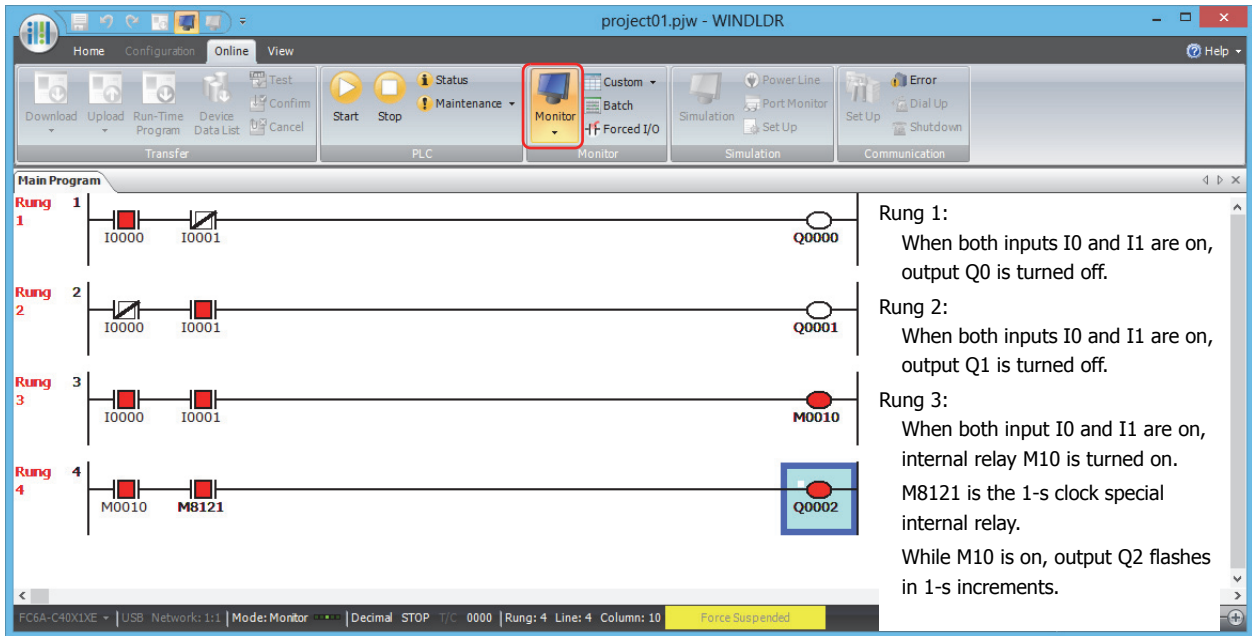 project01.pjw - WINDLDR
Home Configuration Online View Help
Download
Upload
Run-Time Program
Device Data List
Test
Confirm
Cancel
Transfer
Start
Stop
Status
Maintenance
PLC
Monitor
Custom
Batch
Forced I/O
Monitor
Simulation
Power Line
Port Monitor
Set Up
Simulation
Set Up
Error
Dial Up
Shutdown
Communication
Main Program
Rung 1
1
I0000 I0001 Q0000
Rung 2
2
I0000 I0001 Q0001
Rung 3
3
I0000 I0001 M0010
Rung 4
4
M0010 M8121 Q0002
Rung 1:
When both inputs I0 and I1 are on,
output Q0 is turned off.
Rung 2:
When both inputs I0 and I1 are on,
output Q1 is turned off.
Rung 3:
When both input I0 and I1 are on,
internal relay M10 is turned on.
M8121 is the 1-s clock special
internal relay.
While M10 is on, output Q2 flashes
in 1-s increments.
FC6A-C40X1XE USB Network: 1:1 Mode: Monitor Decimal STOP T/C 0000 Rung: 4 Line: 4 Column: 10 Force Suspended